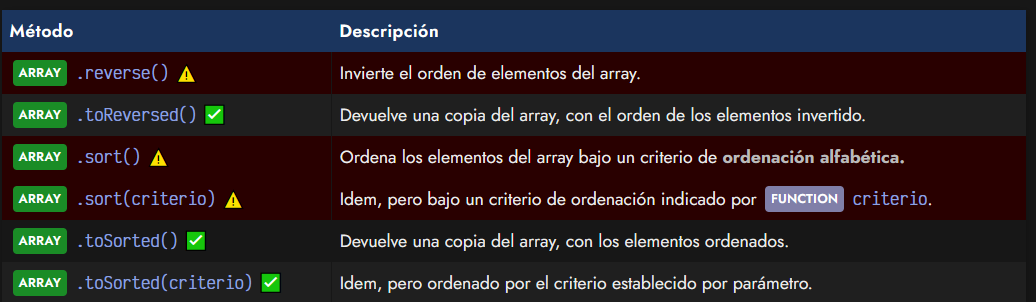 Método Descripción
ARRAY .reverse() ⚠️ Invierte el orden de elementos del array.
ARRAY .toReversed() ✅ Devuelve una copia del array, con el orden de los elementos invertido.
ARRAY .sort() ⚠️ Ordena los elementos del array bajo un criterio de ordenación alfabética.
ARRAY .sort(criterio) ⚠️ Idem, pero bajo un criterio de ordenación indicado por FUNCTION criterio.
ARRAY .toSorted() ✅ Devuelve una copia del array, con los elementos ordenados.
ARRAY .toSorted(criterio) ✅ Idem, pero ordenado por el criterio establecido por parámetro.